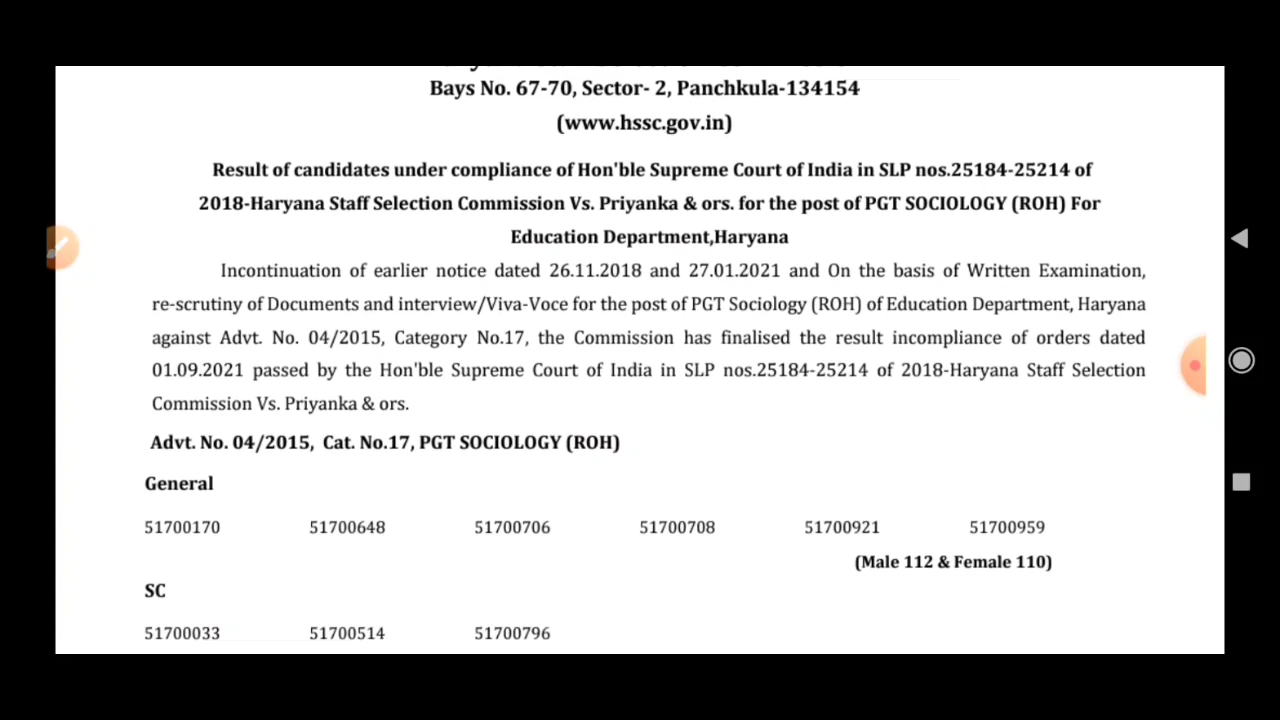 Bays No. 67-70, Sector- 2, Panchkula-134154
(www.hssc.gov.in)
Result of candidates under compliance of Hon'ble Supreme Court of India in SLP nos.25184-25214 of
2018-Haryana Staff Selection Commission Vs. Priyanka & ors. for the post of PGT SOCIOLOGY (ROH) For
Education Department,Haryana
Incontinuation of earlier notice dated 26.11.2018 and 27.01.2021 and On the basis of Written Examination,
re-scrutiny of Documents and interview/Viva-Voce for the post of PGT Sociology (ROH) of Education Department, Haryana
against Advt. No. 04/2015, Category No.17, the Commission has finalised the result incompliance of orders dated
01.09.2021 passed by the Hon'ble Supreme Court of India in SLP nos.25184-25214 of 2018-Haryana Staff Selection
Commission Vs. Priyanka & ors.
Advt. No. 04/2015, Cat. No.17, PGT SOCIOLOGY (ROH)
General
51700170 51700648 51700706 51700708 51700921 51700959
(Male 112 & Female 110)
SC
51700033 51700514 51700796